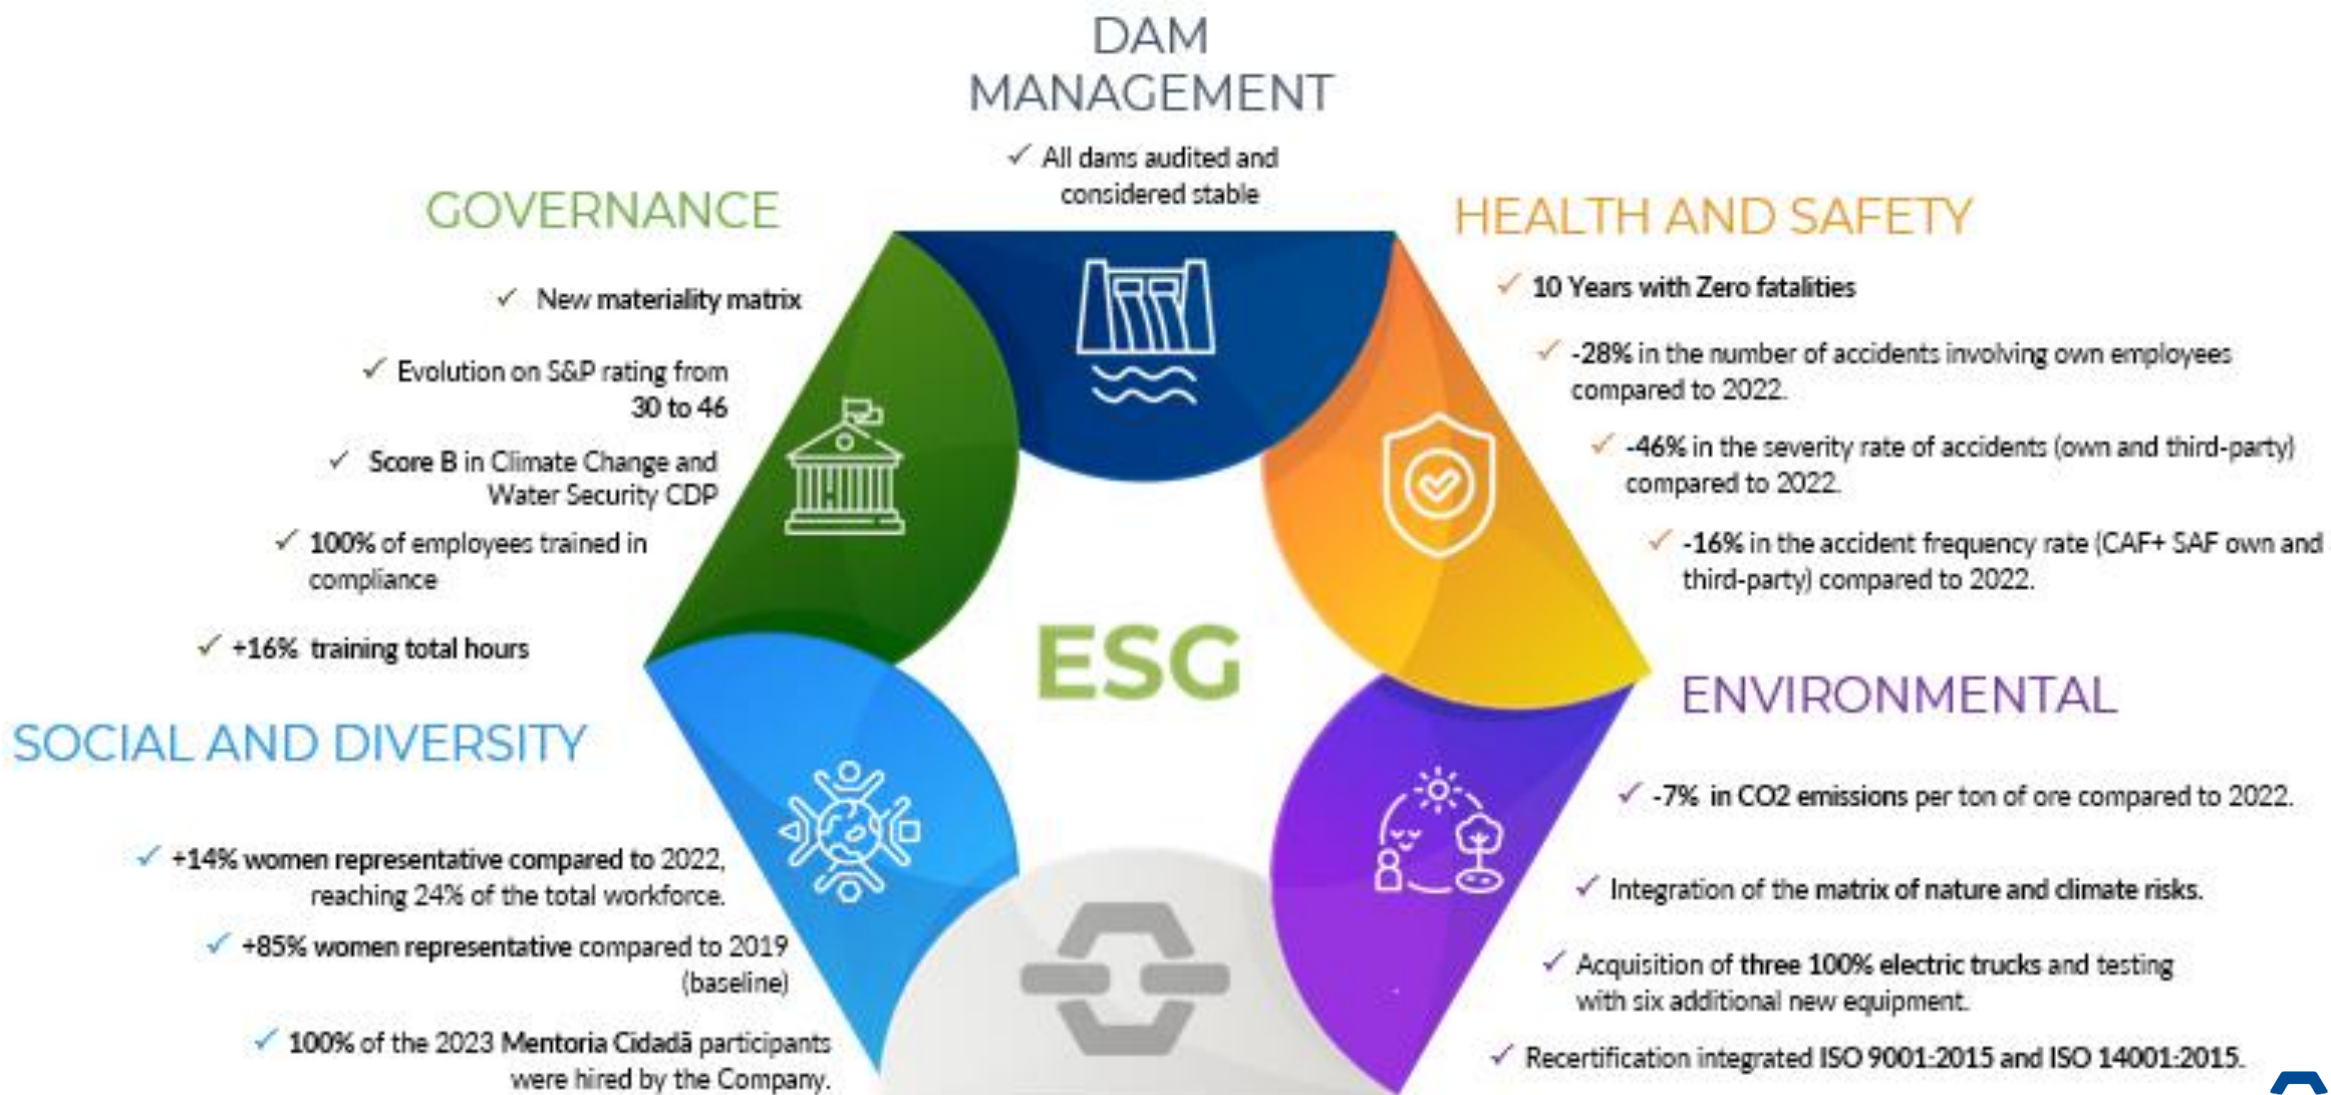 DAM
MANAGEMENT
✓ All dams audited and
considered stable
GOVERNANCE
✓ New materiality matrix
✓ Evolution on S&P rating from
30 to 46
✓ Score B in Climate Change and
Water Security CDP
✓ 100% of employees trained in
compliance
✓ +16% training total hours
HEALTH AND SAFETY
✓ 10 Years with Zero fatalities
✓ -28% in the number of accidents involving own employees
compared to 2022.
✓ -46% in the severity rate of accidents (own and third-party)
compared to 2022.
✓ -16% in the accident frequency rate (CAF+ SAF own and
third-party) compared to 2022.
ESG
SOCIAL AND DIVERSITY
✓ +14% women representative compared to 2022,
reaching 24% of the total workforce.
✓ +85% women representative compared to 2019
(baseline)
✓ 100% of the 2023 Mentoria Cidadã participants
were hired by the Company.
ENVIRONMENTAL
✓ -7% in CO2 emissions per ton of ore compared to 2022.
✓ Integration of the matrix of nature and climate risks.
✓ Acquisition of three 100% electric trucks and testing
with six additional new equipment.
✓ Recertification integrated ISO 9001:2015 and ISO 14001:2015.